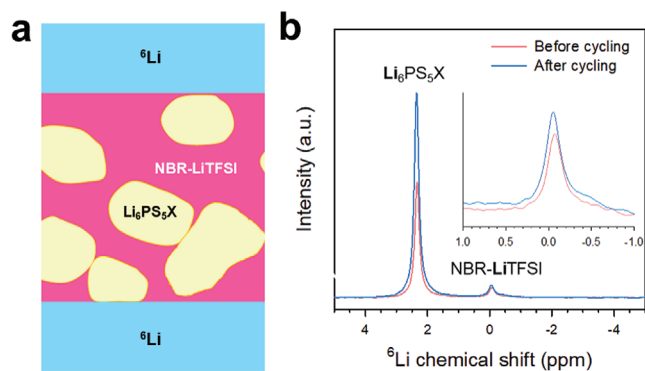 a
⁶Li
NBR-LiTFSI
Li₆PS₅X
⁶Li
b
Before cycling
After cycling
Li₆PS₅X
Intensity (a.u.)
1.0 0.5 0.0 -0.5 -1.0
NBR-LiTFSI
4 2 0 -2 -4
⁶Li chemical shift (ppm)